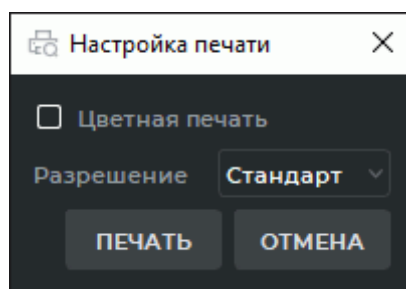 Настройка печати
Цветная печать
Разрешение Стандарт
ПЕЧАТЬ ОТМЕНА